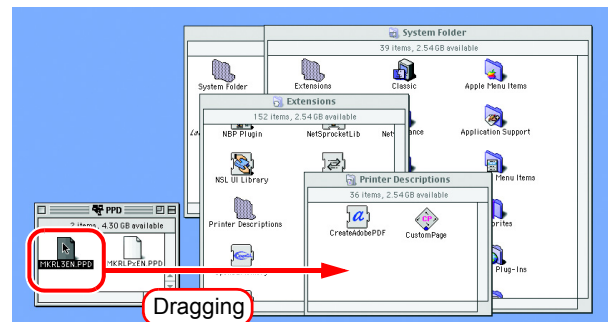 System Folder
39 items, 2.54 GB available
System Folder
Extensions
Classic
Apple Menu Items
Extensions
152 items, 2.54 GB available
NBP Plugin
NetSprocketLib
Application Support
NSL UI Library
Menu Items
Printer Descriptions
36 items, 2.54 GB available
Printer Descriptions
CreateAdobePDF
CustomPage
Plug-Ins
PPD
2 items, 4.30 GB available
MKRL3EN.PPD
MKRLPxEN.PPD
Dragging